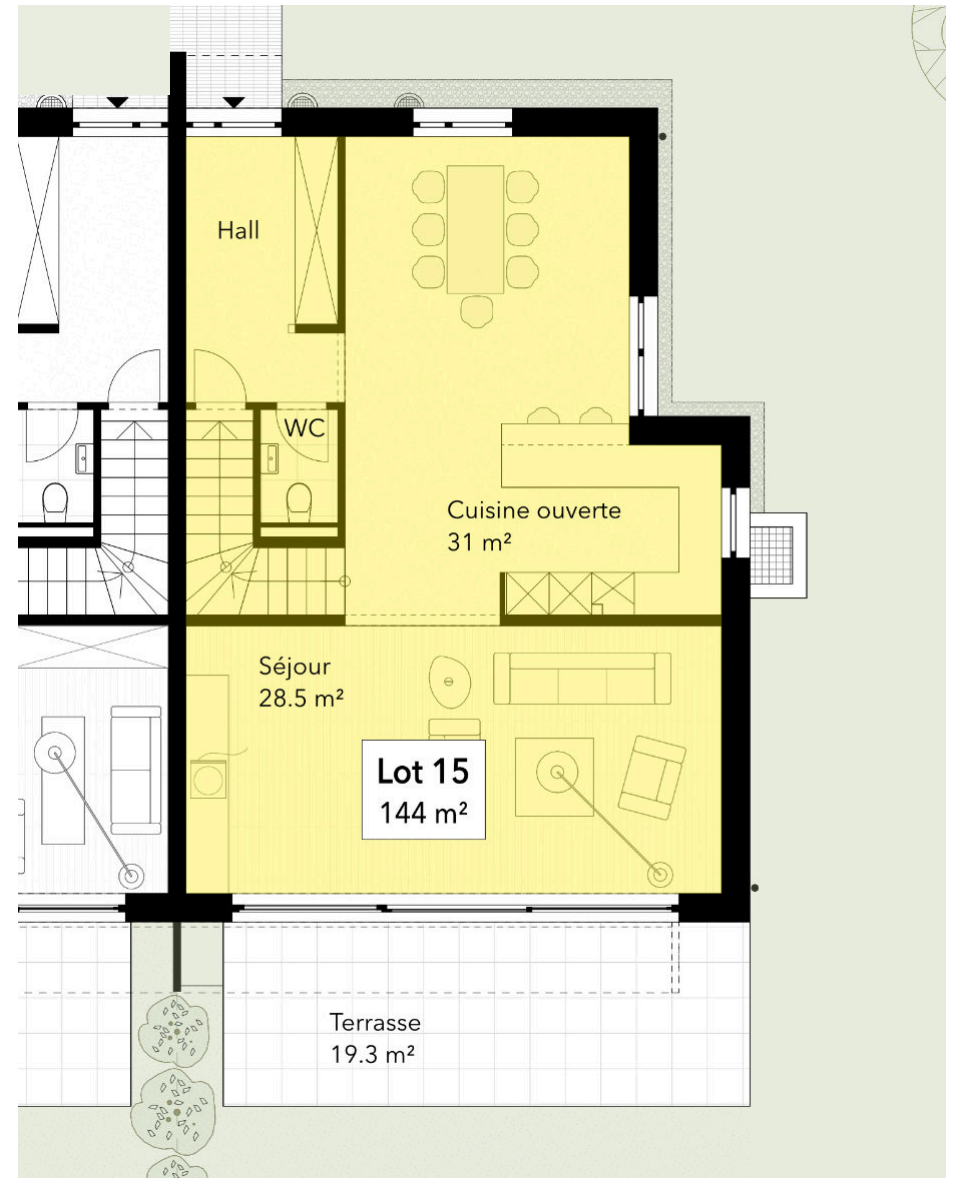 Hall
WC
Cuisine ouverte
31 m²
Séjour
28.5 m²
Lot 15
144 m²
Terrasse
19.3 m²